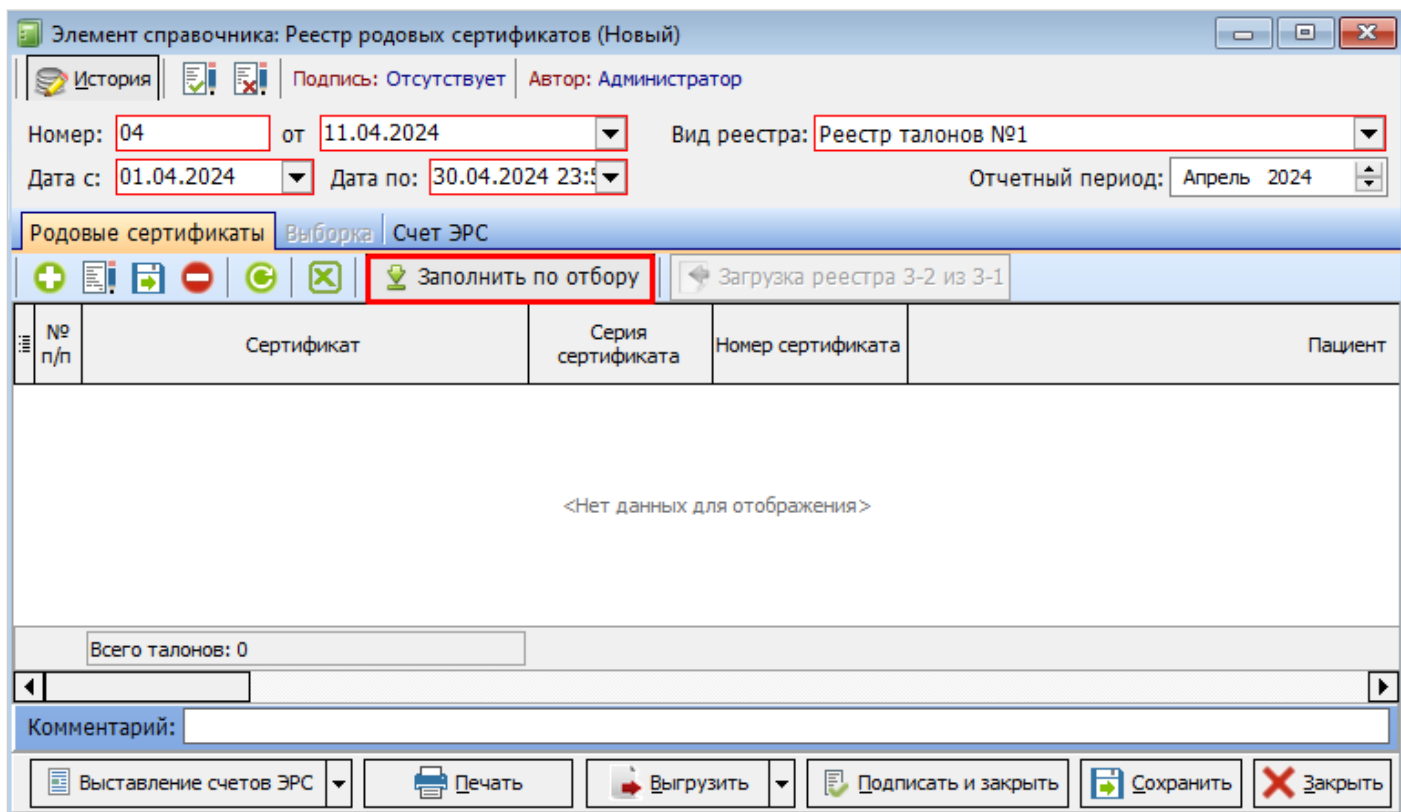 Элемент справочника: Реестр родовых сертификатов (Новый)
История Подпись: Отсутствует Автор: Администратор
Номер: 04 от 11.04.2024 Вид реестра: Реестр талонов №1
Дата с: 01.04.2024 Дата по: 30.04.2024 23:5 Отчетный период: Апрель 2024
Родовые сертификаты Выборка Счет ЭРС
Заполнить по отбору Загрузка реестра 3-2 из 3-1
№ п/п Сертификат Серия сертификата Номер сертификата Пациент
<Нет данных для отображения>
Всего талонов: 0
Комментарий:
Выставление счетов ЭРС Печать Выгрузить Подписать и закрыть Сохранить Закрыть